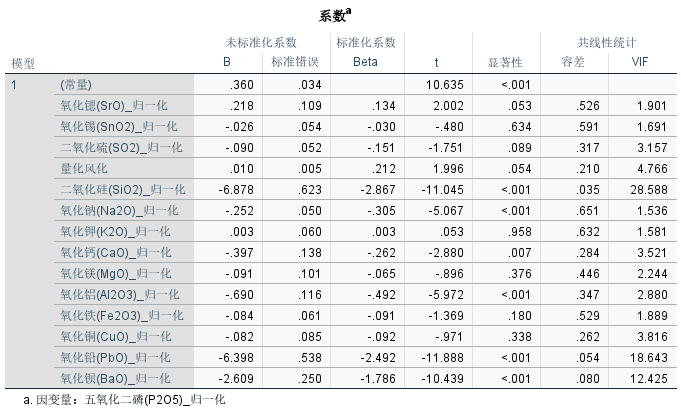 系数a
未标准化系数 标准化系数 共线性统计
模型 B 标准错误 Beta t 显著性 容差 VIF
1 (常量) .360 .034 10.635 <.001
氧化锶(SrO)_归一化 .218 .109 .134 2.002 .053 .526 1.901
氧化锡(SnO2)_归一化 -.026 .054 -.030 -.480 .634 .591 1.691
二氧化硫(SO2)_归一化 -.090 .052 -.151 -1.751 .089 .317 3.157
量化风化 .010 .005 .212 1.996 .054 .210 4.766
二氧化硅(SiO2)_归一化 -6.878 .623 -2.867 -11.045 <.001 .035 28.588
氧化钠(Na2O)_归一化 -.252 .050 -.305 -5.067 <.001 .651 1.536
氧化钾(K2O)_归一化 .003 .060 .003 .053 .958 .632 1.581
氧化钙(CaO)_归一化 -.397 .138 -.262 -2.880 .007 .284 3.521
氧化镁(MgO)_归一化 -.091 .101 -.065 -.896 .376 .446 2.244
氧化铝(Al2O3)_归一化 -.690 .116 -.492 -5.972 <.001 .347 2.880
氧化铁(Fe2O3)_归一化 -.084 .061 -.091 -1.369 .180 .529 1.889
氧化铜(CuO)_归一化 -.082 .085 -.092 -.971 .338 .262 3.816
氧化铅(PbO)_归一化 -6.398 .538 -2.492 -11.888 <.001 .054 18.643
氧化钡(BaO)_归一化 -2.609 .250 -1.786 -10.439 <.001 .080 12.425
a. 因变量：五氧化二磷(P2O5)_归一化